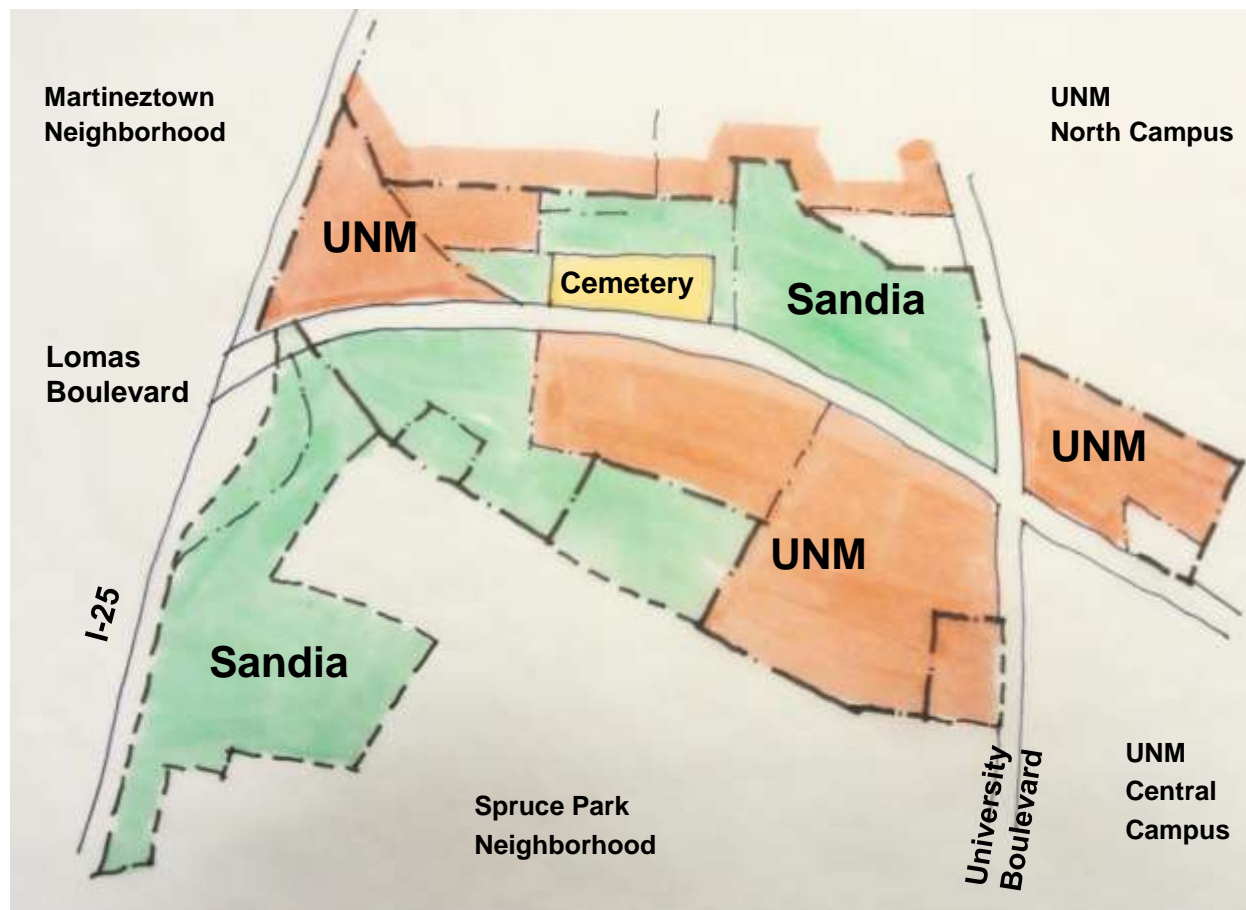 Martineztown
Neighborhood
UNM
North Campus
UNM
Cemetery
Sandia
Lomas
Boulevard
UNM
UNM
I-25
Sandia
Spruce Park
Neighborhood
University
Boulevard
UNM
Central
Campus